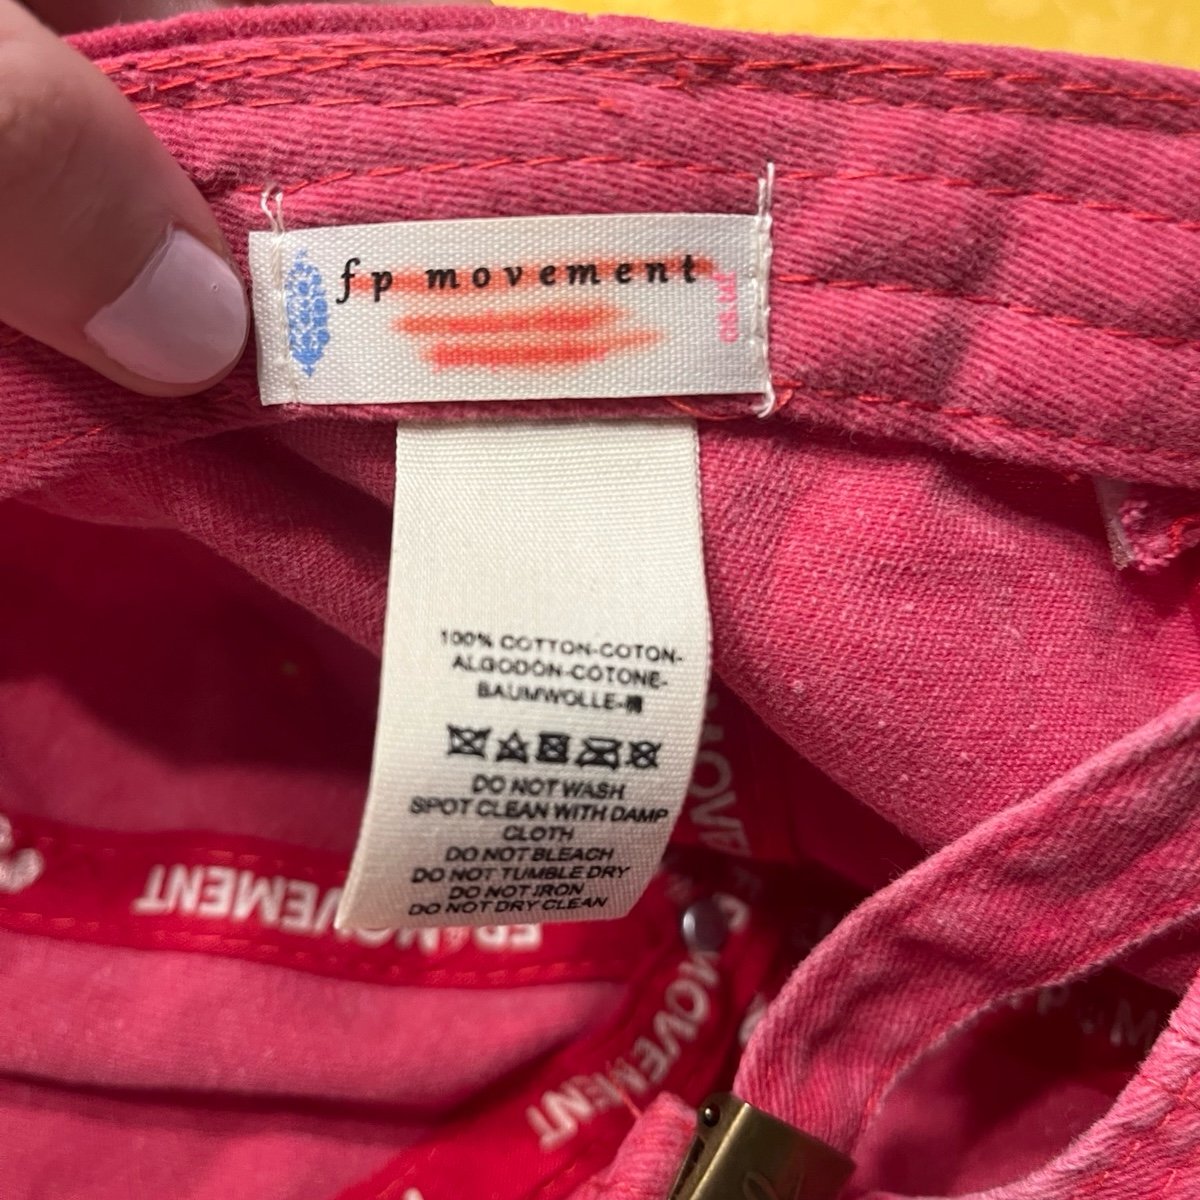 fp movement
100% COTTON-COTON-
ALGODÓN-COTONE-
BAUMWOLLE-棉
DO NOT WASH
SPOT CLEAN WITH DAMP
CLOTH
DO NOT BLEACH
DO NOT TUMBLE DRY
DO NOT IRON
DO NOT DRY CLEAN
MOVEMENT
FP MOVEMENT
MOVEMENT